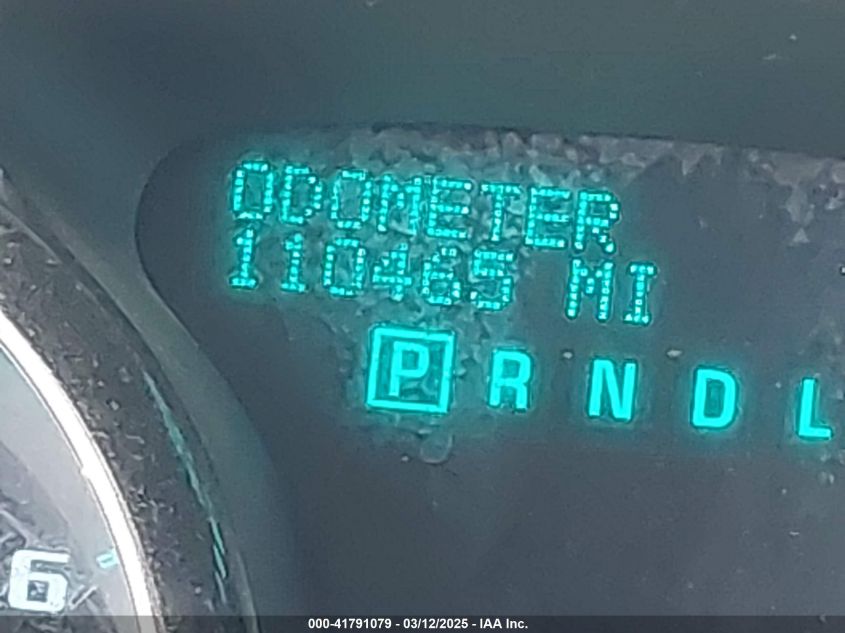 ODOMETER
110465 MI
P R N D L
6
000-41791079 - 03/12/2025 - IAA Inc.